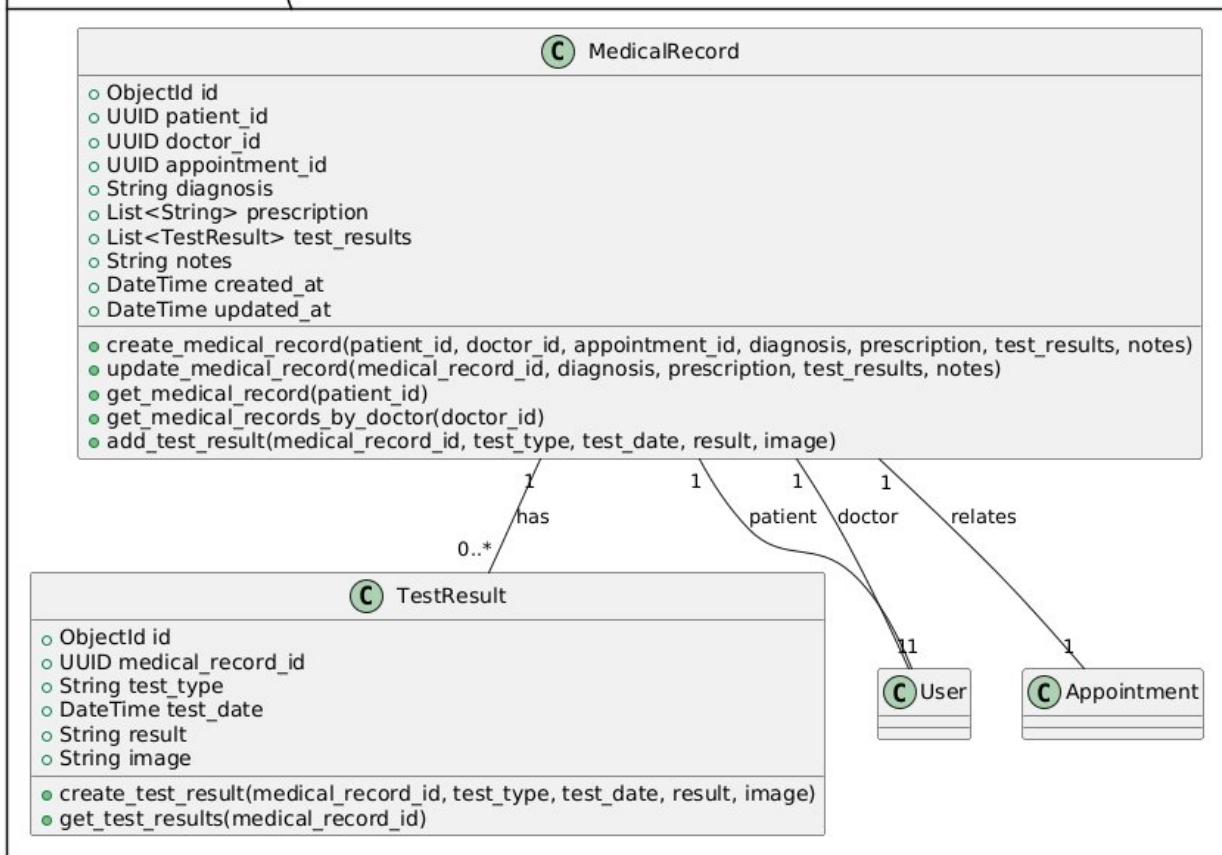 C MedicalRecord
ObjectId id
UUID patient_id
UUID doctor_id
UUID appointment_id
String diagnosis
List<String> prescription
List<TestResult> test_results
String notes
DateTime created_at
DateTime updated_at
create_medical_record(patient_id, doctor_id, appointment_id, diagnosis, prescription, test_results, notes)
update_medical_record(medical_record_id, diagnosis, prescription, test_results, notes)
get_medical_record(patient_id)
get_medical_records_by_doctor(doctor_id)
add_test_result(medical_record_id, test_type, test_date, result, image)
1 1 1 1
has patient doctor relates
0..*
1 1 1
C TestResult
ObjectId id
UUID medical_record_id
String test_type
DateTime test_date
String result
String image
create_test_result(medical_record_id, test_type, test_date, result, image)
get_test_results(medical_record_id)
C User
C Appointment